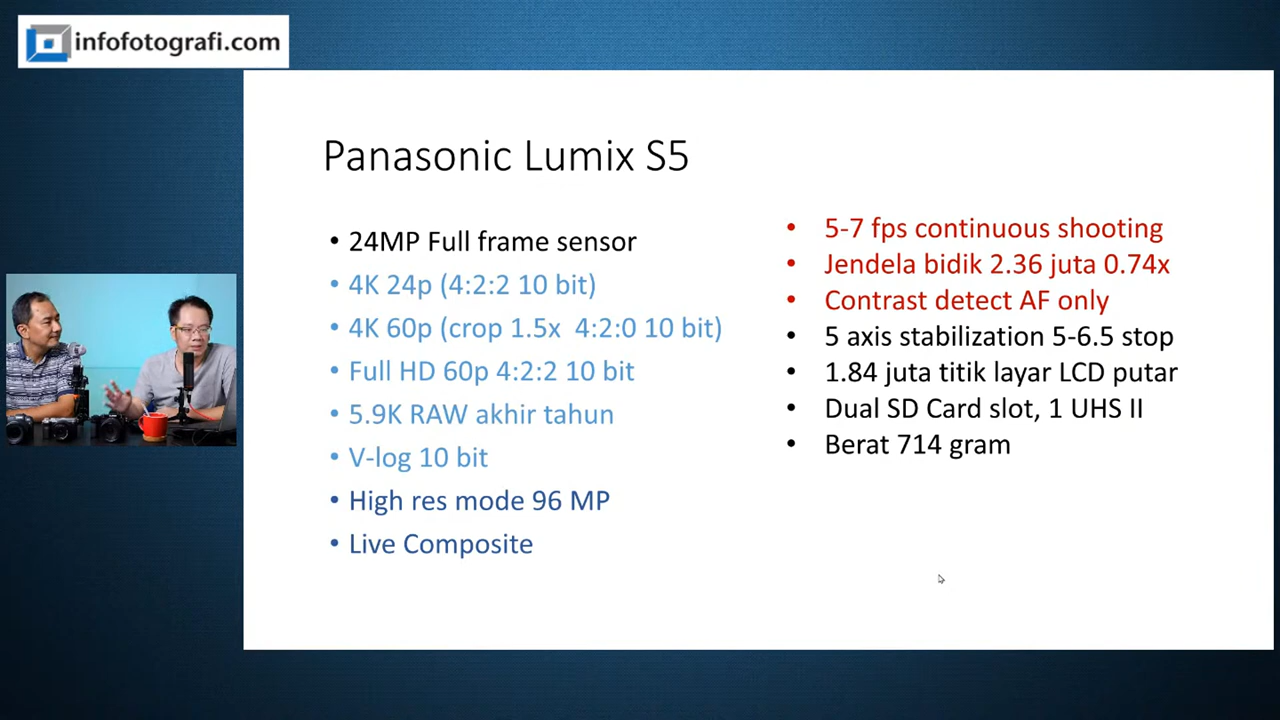 infofotografi.com
Panasonic Lumix S5
• 24MP Full frame sensor
• 4K 24p (4:2:2 10 bit)
• 4K 60p (crop 1.5x 4:2:0 10 bit)
• Full HD 60p 4:2:2 10 bit
• 5.9K RAW akhir tahun
• V-log 10 bit
• High res mode 96 MP
• Live Composite
• 5-7 fps continuous shooting
• Jendela bidik 2.36 juta 0.74x
• Contrast detect AF only
• 5 axis stabilization 5-6.5 stop
• 1.84 juta titik layar LCD putar
• Dual SD Card slot, 1 UHS II
• Berat 714 gram